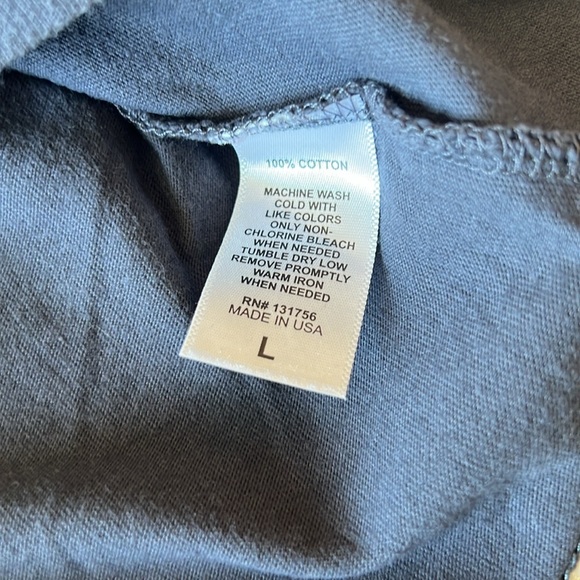 100% COTTON
MACHINE WASH
COLD WITH
LIKE COLORS
ONLY NON-
CHLORINE BLEACH
WHEN NEEDED
TUMBLE DRY LOW
REMOVE PROMPTLY
WARM IRON
WHEN NEEDED
RN# 131756
MADE IN USA
L